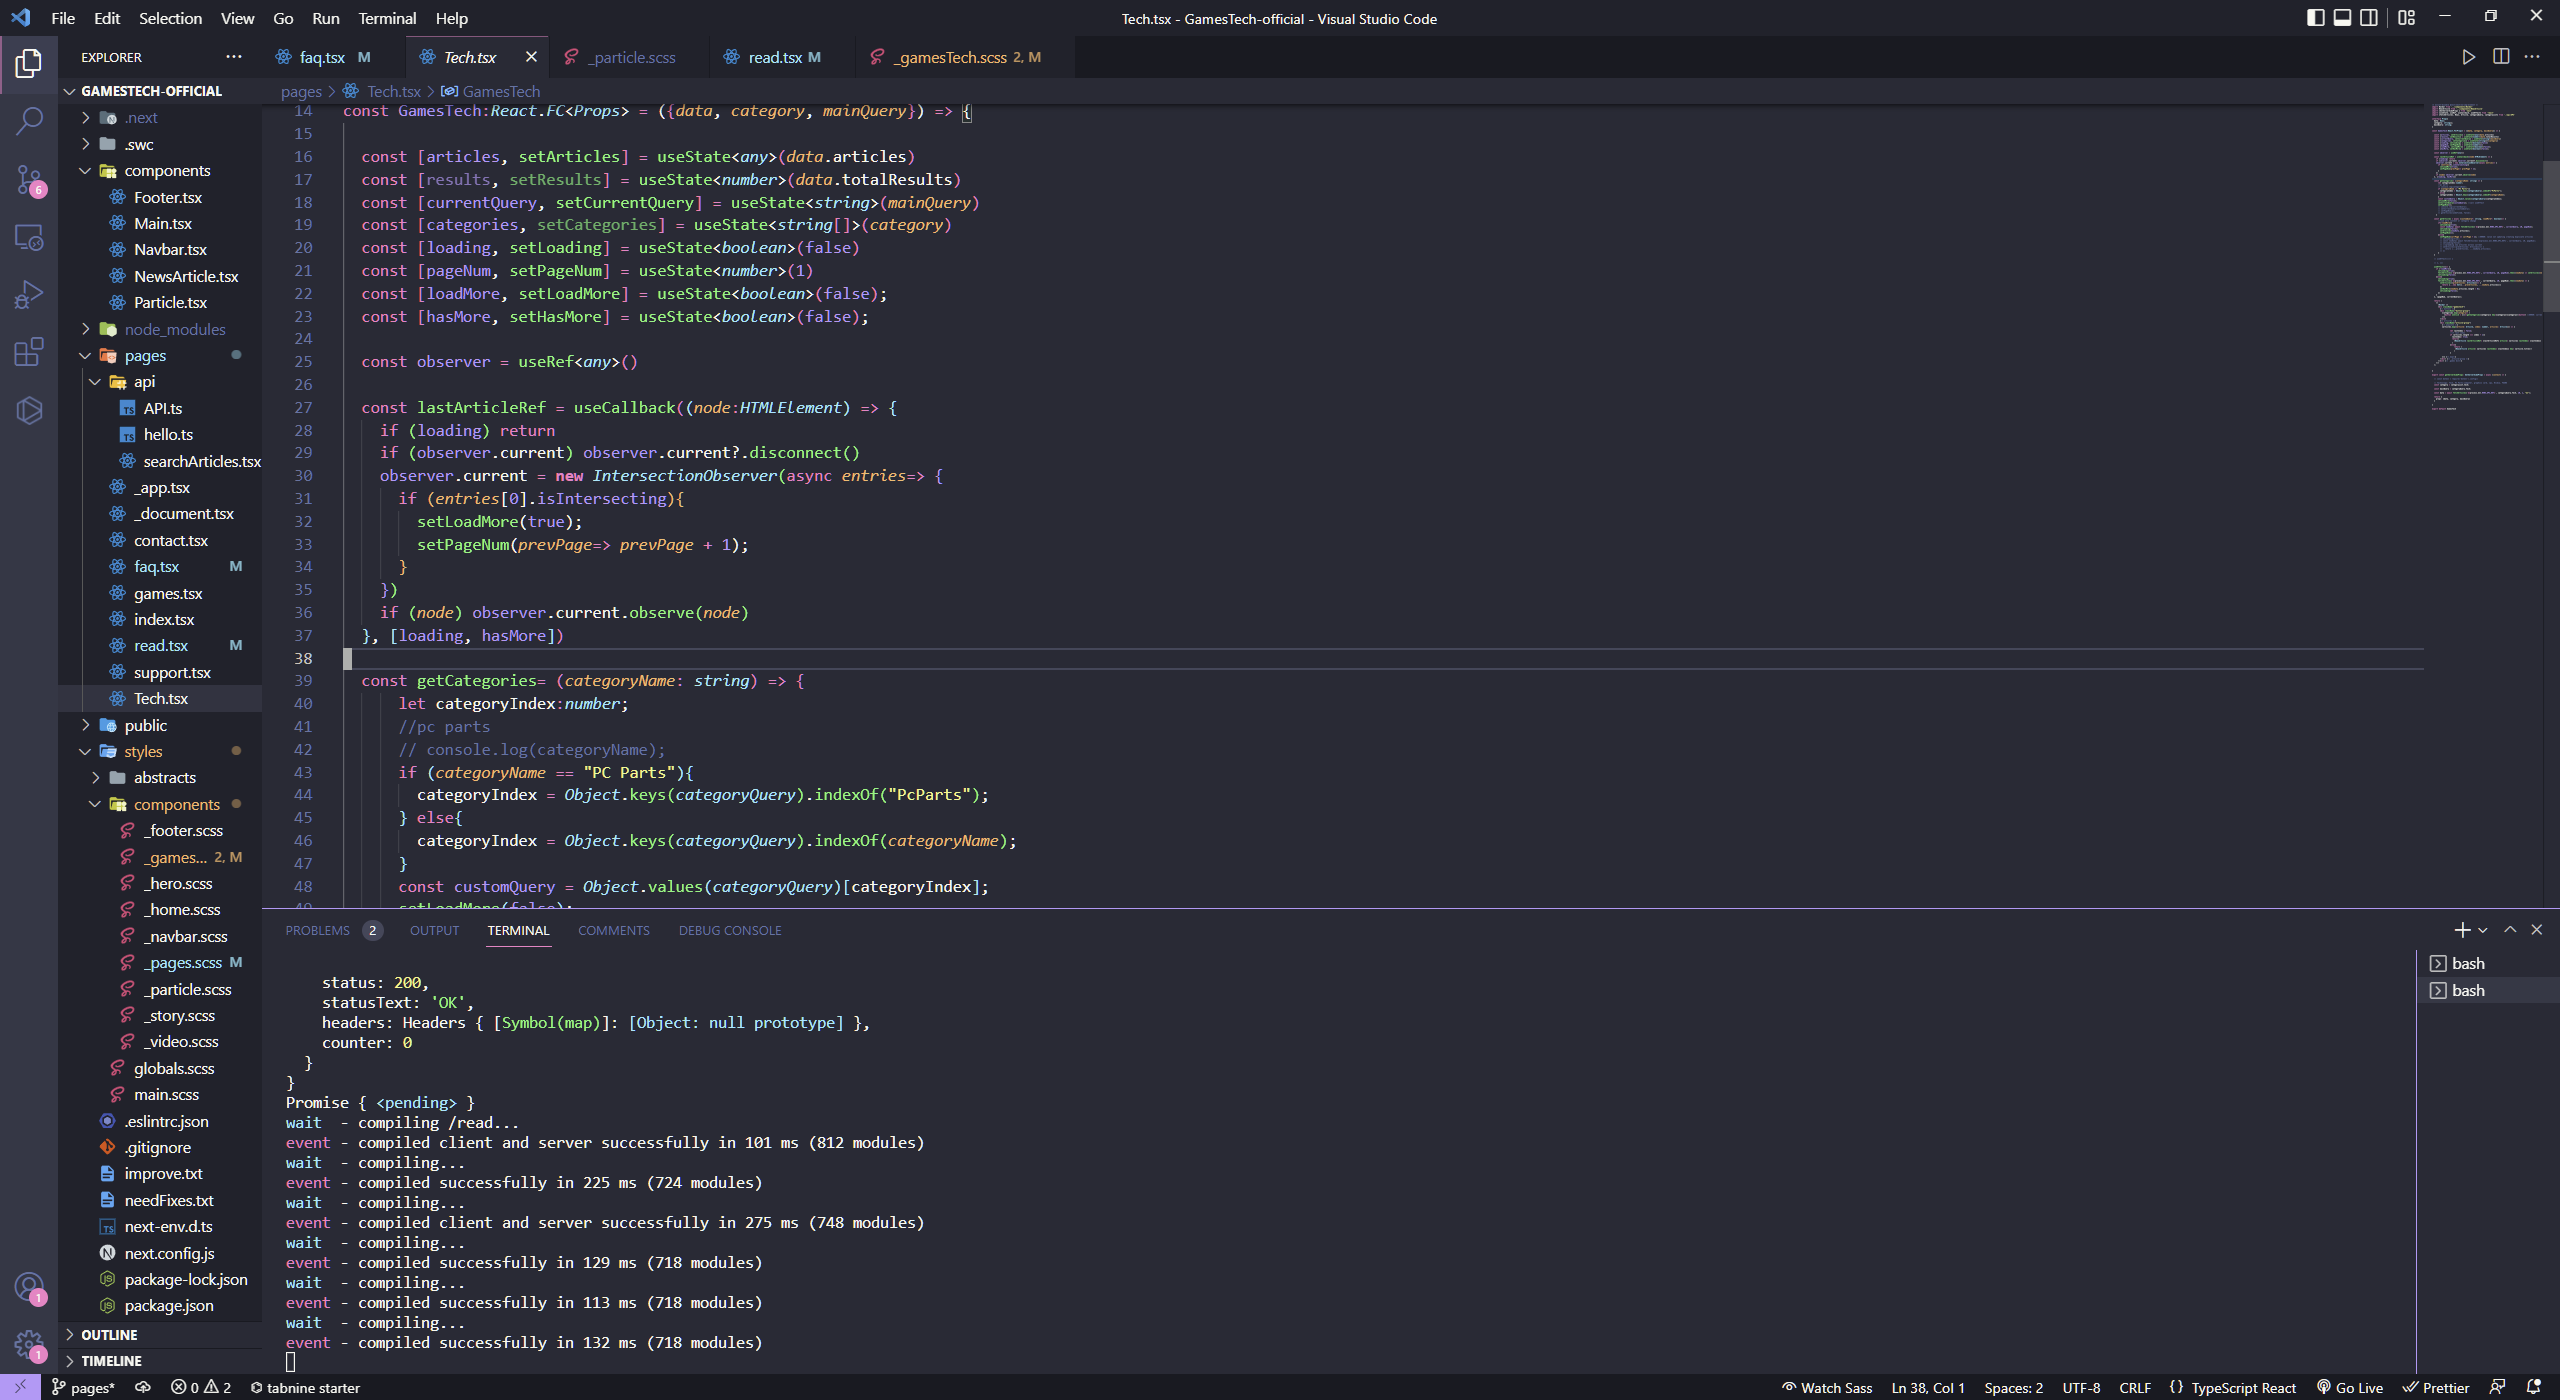 File Edit Selection View Go Run Terminal Help
Tech.tsx - GamesTech-official - Visual Studio Code
EXPLORER
faq.tsx M
Tech.tsx
_particle.scss
read.tsx M
_gamesTech.scss 2, M
GAMESTECH-OFFICIAL
.next
.swc
components
Footer.tsx
Main.tsx
Navbar.tsx
NewsArticle.tsx
Particle.tsx
node_modules
pages
api
API.ts
hello.ts
searchArticles.tsx
_app.tsx
_document.tsx
contact.tsx
faq.tsx M
games.tsx
index.tsx
read.tsx M
support.tsx
Tech.tsx
public
styles
abstracts
components
_footer.scss
_games... 2, M
_hero.scss
_home.scss
_navbar.scss
_pages.scss M
_particle.scss
_story.scss
_video.scss
globals.scss
main.scss
.eslintrc.json
.gitignore
improve.txt
needFixes.txt
next-env.d.ts
next.config.js
package-lock.json
package.json
OUTLINE
TIMELINE
6
1
1
pages > Tech.tsx > GamesTech
14 const GamesTech:React.FC<Props> = ({data, category, mainQuery}) => {
15
16 const [articles, setArticles] = useState<any>(data.articles)
17 const [results, setResults] = useState<number>(data.totalResults)
18 const [currentQuery, setCurrentQuery] = useState<string>(mainQuery)
19 const [categories, setCategories] = useState<string[]>(category)
20 const [loading, setLoading] = useState<boolean>(false)
21 const [pageNum, setPageNum] = useState<number>(1)
22 const [loadMore, setLoadMore] = useState<boolean>(false);
23 const [hasMore, setHasMore] = useState<boolean>(false);
24
25 const observer = useRef<any>()
26
27 const lastArticleRef = useCallback((node:HTMLElement) => {
28 if (loading) return
29 if (observer.current) observer.current?.disconnect()
30 observer.current = new IntersectionObserver(async entries=> {
31 if (entries[0].isIntersecting){
32 setLoadMore(true);
33 setPageNum(prevPage=> prevPage + 1);
34 }
35 })
36 if (node) observer.current.observe(node)
37 }, [loading, hasMore])
38
39 const getCategories= (categoryName: string) => {
40 let categoryIndex:number;
41 //pc parts
42 // console.log(categoryName);
43 if (categoryName == "PC Parts"){
44 categoryIndex = Object.keys(categoryQuery).indexOf("PcParts");
45 } else{
46 categoryIndex = Object.keys(categoryQuery).indexOf(categoryName);
47 }
48 const customQuery = Object.values(categoryQuery)[categoryIndex];
49 setLoadMore(false);
PROBLEMS 2 OUTPUT TERMINAL COMMENTS DEBUG CONSOLE
status: 200,
statusText: 'OK',
headers: Headers { [Symbol(map)]: [Object: null prototype] },
counter: 0
}
}
Promise { <pending> }
wait - compiling /read...
event - compiled client and server successfully in 101 ms (812 modules)
wait - compiling...
event - compiled successfully in 225 ms (724 modules)
wait - compiling...
event - compiled client and server successfully in 275 ms (748 modules)
wait - compiling...
event - compiled successfully in 129 ms (718 modules)
wait - compiling...
event - compiled successfully in 113 ms (718 modules)
wait - compiling...
event - compiled successfully in 132 ms (718 modules)
bash
bash
pages* 0 2 tabnine starter
Watch Sass Ln 38, Col 1 Spaces: 2 UTF-8 CRLF {} TypeScript React Go Live Prettier